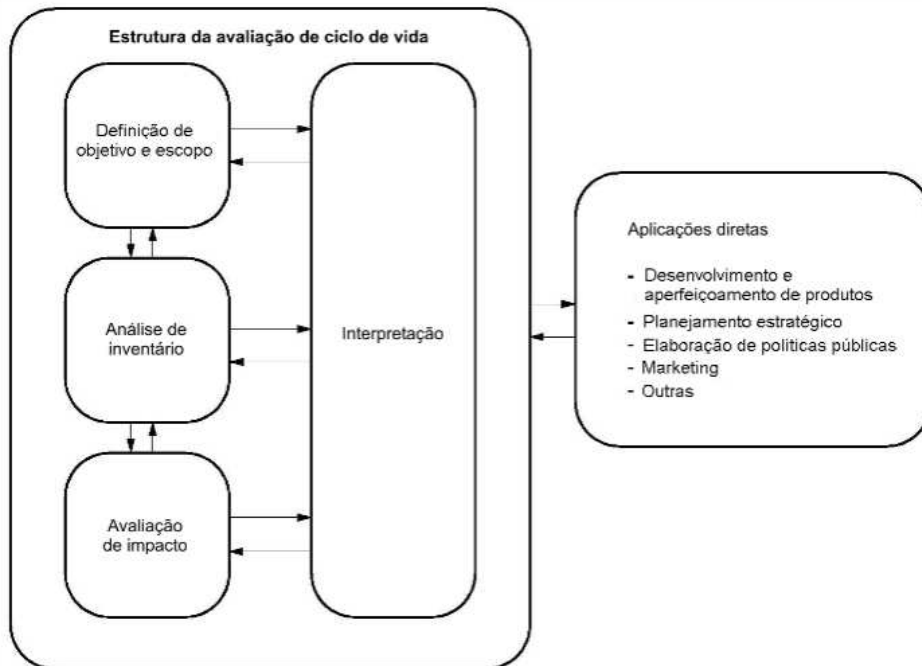 Estrutura da avaliação de ciclo de vida
Definição de
objetivo e escopo
Análise de
inventário
Avaliação
de impacto
Interpretação
Aplicações diretas
- Desenvolvimento e
aperfeiçoamento de produtos
- Planejamento estratégico
- Elaboração de políticas públicas
- Marketing
- Outras